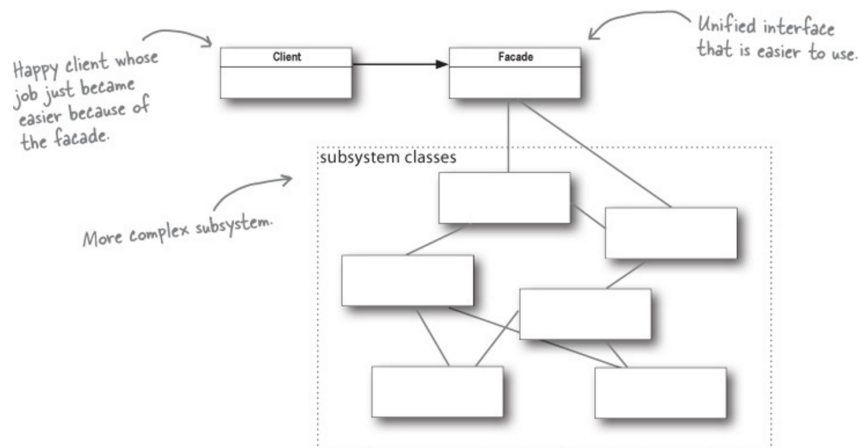 Client
Facade
Unified interface
that is easier to use.
Happy client whose
job just became
easier because of
the facade.
subsystem classes
More complex subsystem.